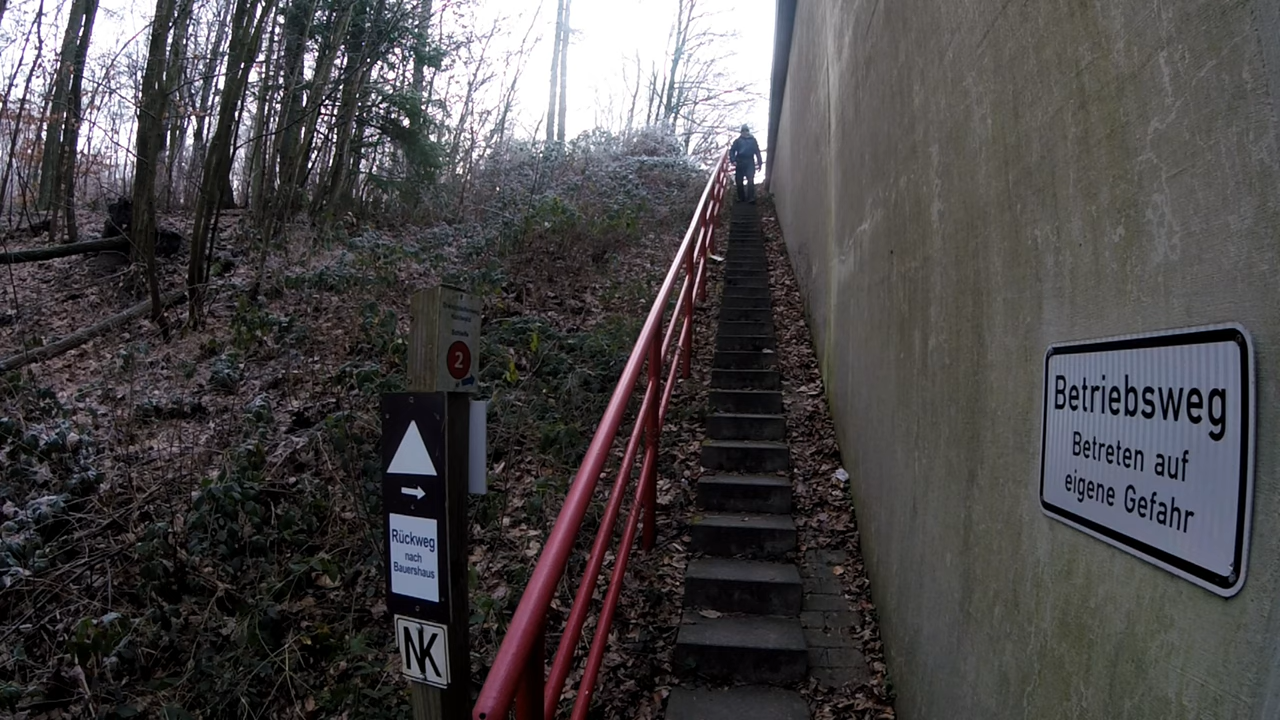 2
Rückweg
nach
Bauershaus
NK
Betriebsweg
Betreten auf
eigene Gefahr